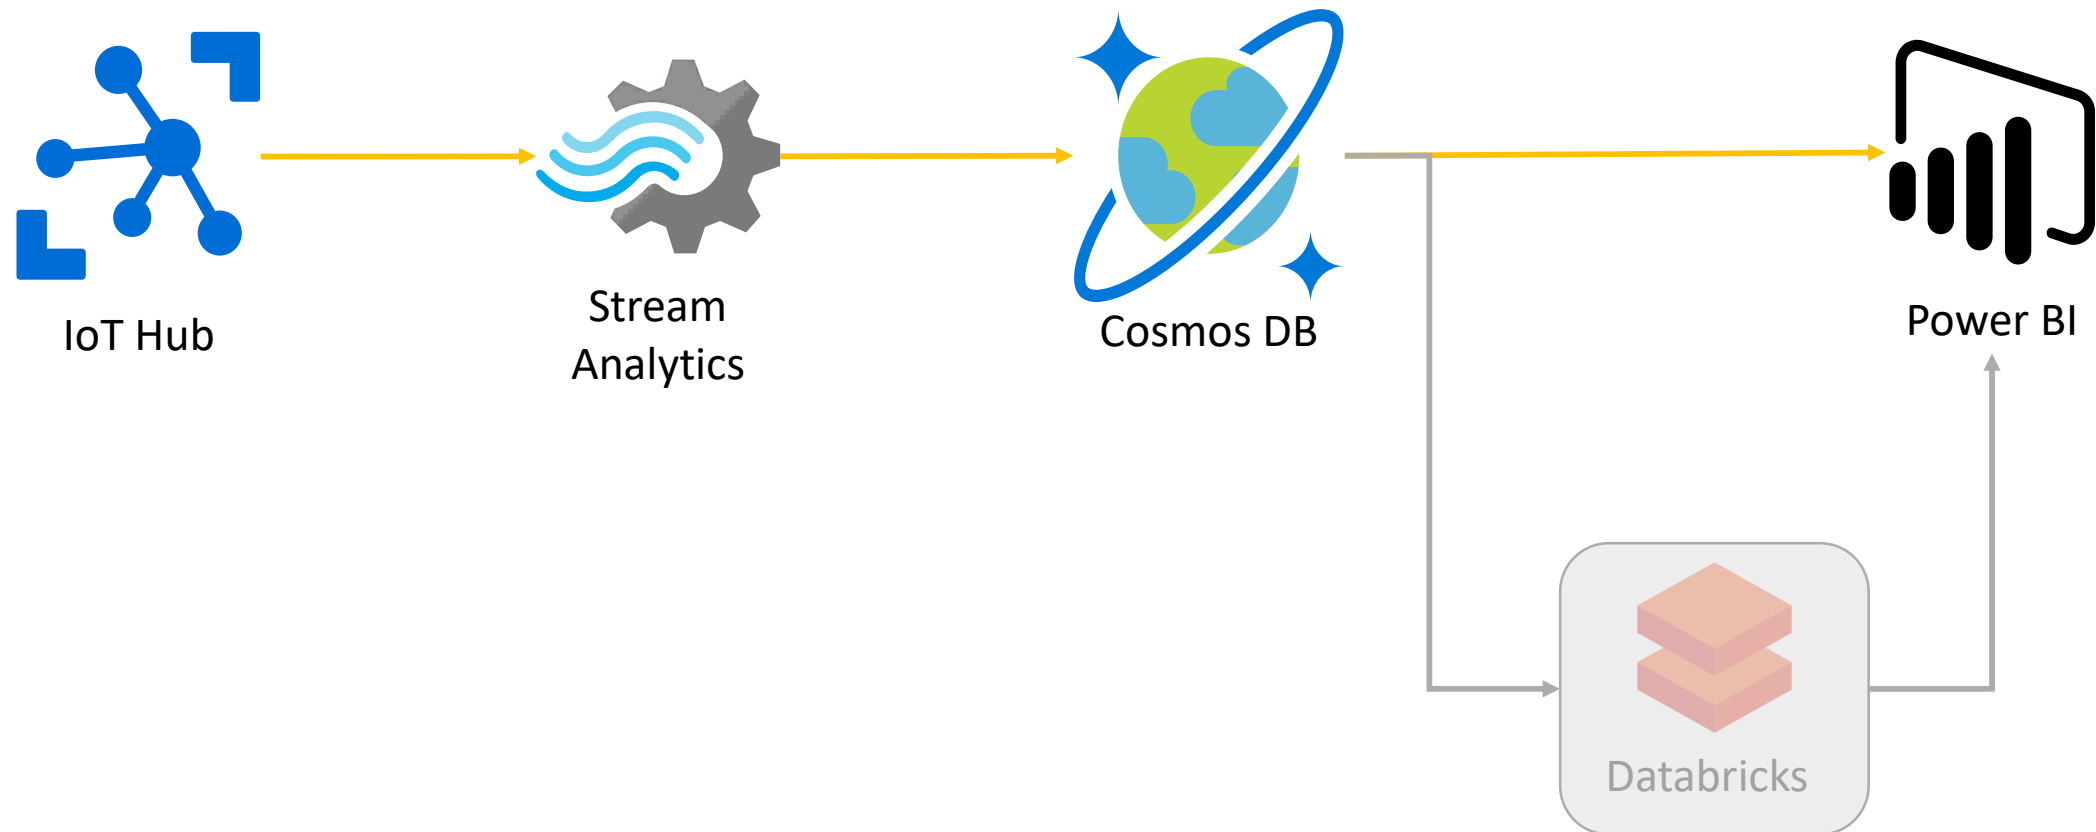 IoT Hub
Stream
Analytics
Cosmos DB
Power BI
Databricks